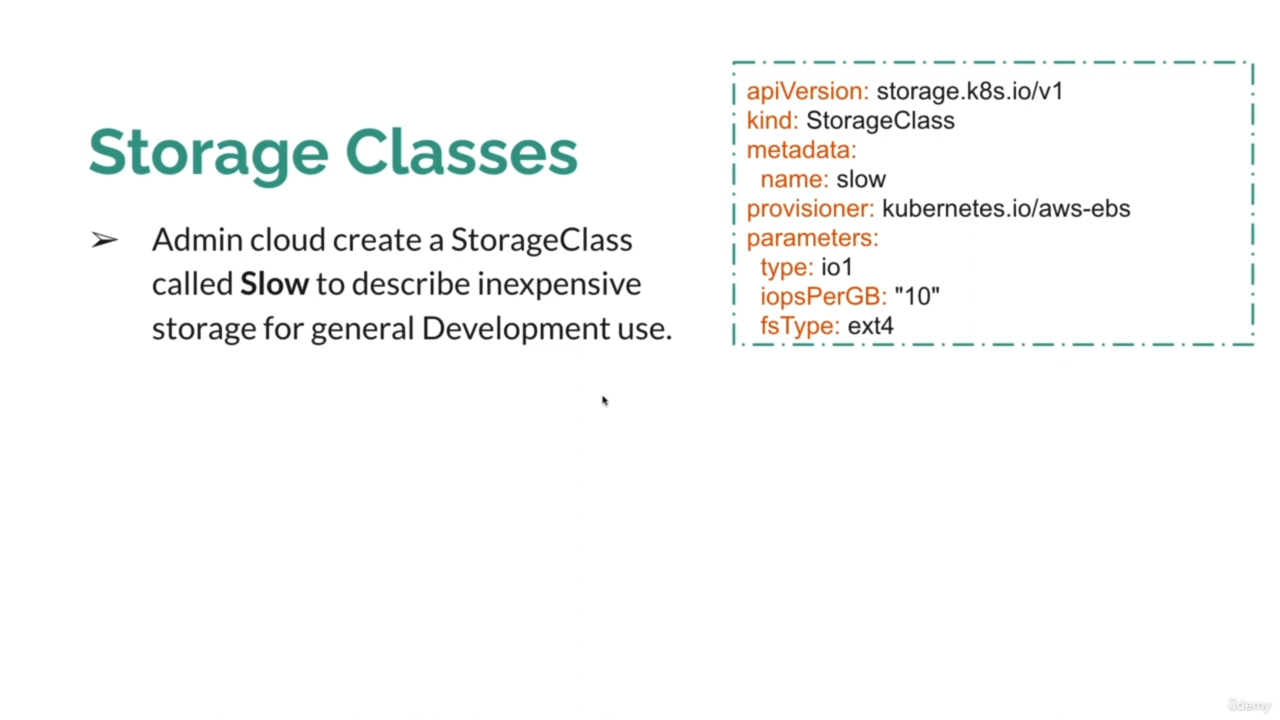 Storage Classes
➢ Admin cloud create a StorageClass
called Slow to describe inexpensive
storage for general Development use.
apiVersion: storage.k8s.io/v1
kind: StorageClass
metadata:
  name: slow
provisioner: kubernetes.io/aws-ebs
parameters:
  type: io1
  iopsPerGB: "10"
  fsType: ext4
ûdemy